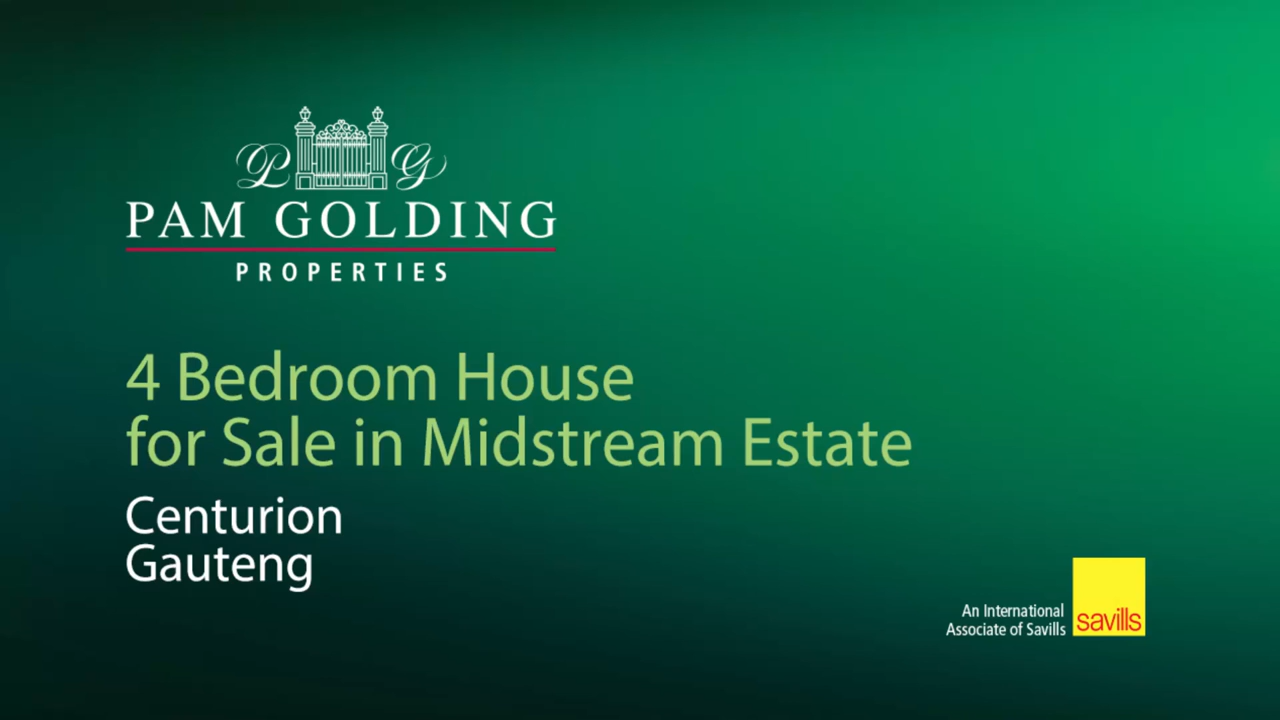 P G
PAM GOLDING
PROPERTIES
4 Bedroom House
for Sale in Midstream Estate
Centurion
Gauteng
An International
Associate of Savills
savills